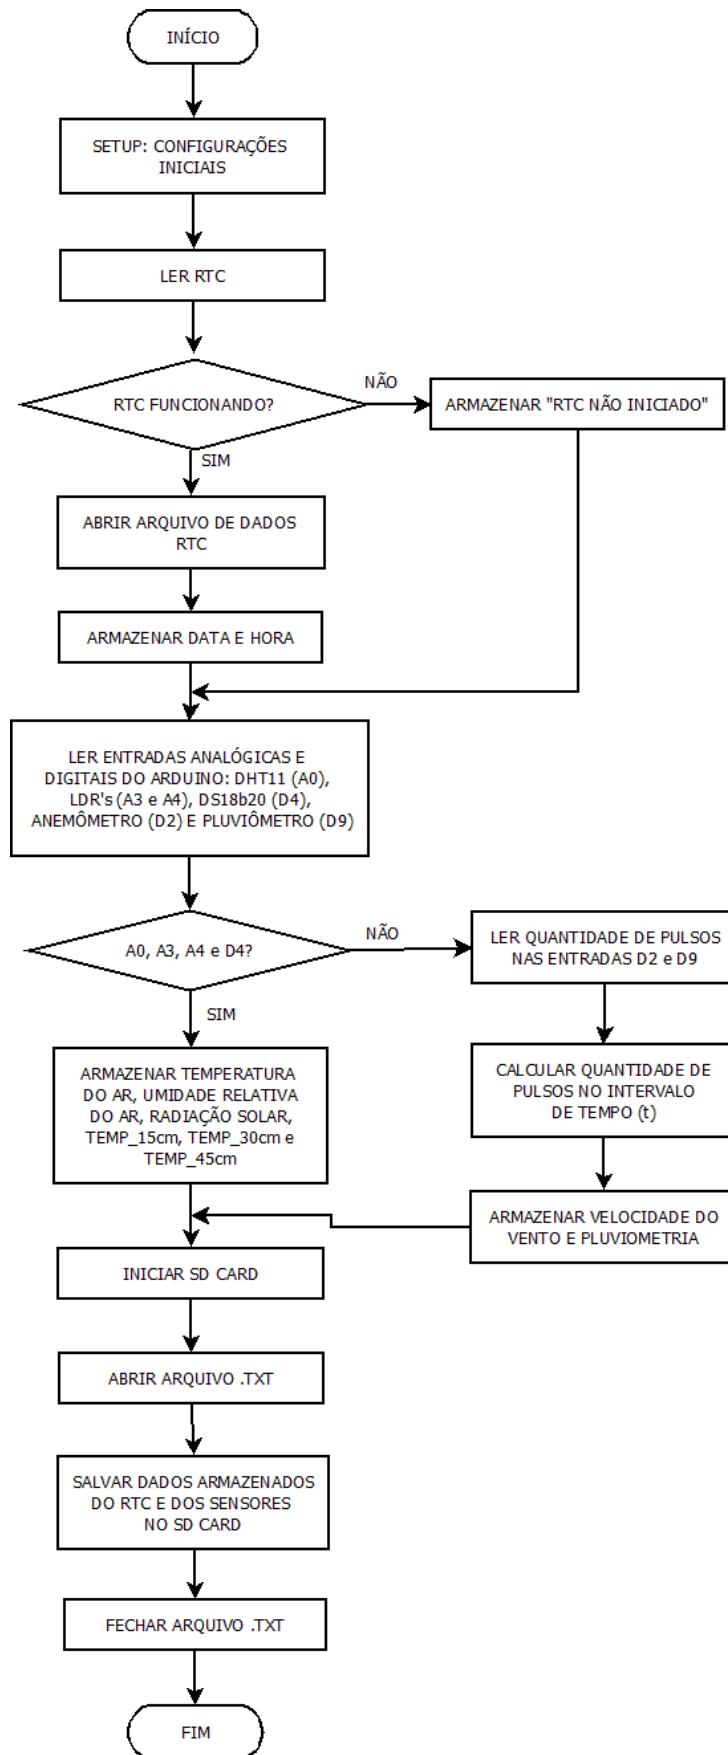 INÍCIO
SETUP: CONFIGURAÇÕES
INICIAIS
LER RTC
RTC FUNCIONANDO?
NÃO
ARMAZENAR "RTC NÃO INICIADO"
SIM
ABRIR ARQUIVO DE DADOS
RTC
ARMAZENAR DATA E HORA
LER ENTRADAS ANALÓGICAS E
DIGITAIS DO ARDUINO: DHT11 (A0),
LDR's (A3 e A4), DS18b20 (D4),
ANEMÔMETRO (D2) E PLUVIÔMETRO (D9)
A0, A3, A4 e D4?
NÃO
LER QUANTIDADE DE PULSOS
NAS ENTRADAS D2 e D9
SIM
CALCULAR QUANTIDADE DE
PULSOS NO INTERVALO
DE TEMPO (t)
ARMAZENAR TEMPERATURA
DO AR, UMIDADE RELATIVA
DO AR, RADIAÇÃO SOLAR,
TEMP_15cm, TEMP_30cm e
TEMP_45cm
ARMAZENAR VELOCIDADE DO
VENTO E PLUVIOMETRIA
INICIAR SD CARD
ABRIR ARQUIVO .TXT
SALVAR DADOS ARMAZENADOS
DO RTC E DOS SENSORES
NO SD CARD
FECHAR ARQUIVO .TXT
FIM